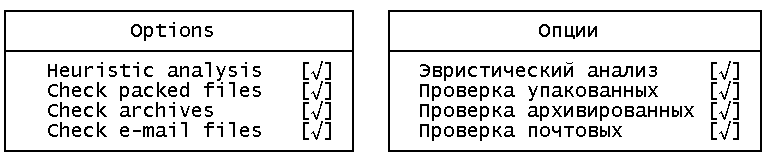 Options
Heuristic analysis [√]
Check packed files [√]
Check archives [√]
Check e-mail files [√]
Опции
Эвристический анализ [√]
Проверка упакованных [√]
Проверка архивированных [√]
Проверка почтовых [√]